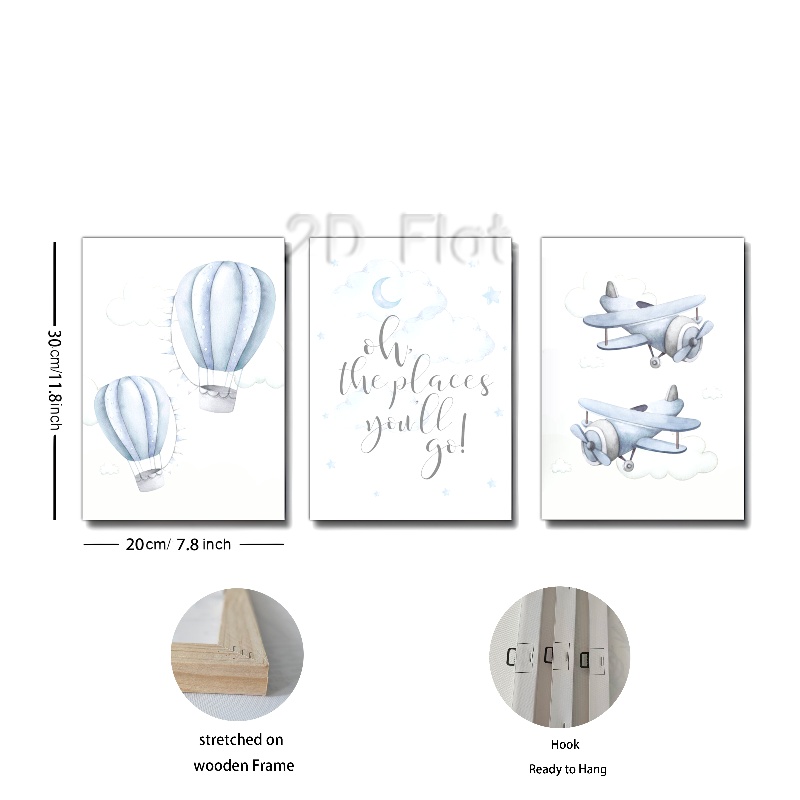 2D Flat
30cm/11.8inch
oh,
the places
you'll
go!
20cm/ 7.8 inch
stretched on
wooden Frame
Hook
Ready to Hang